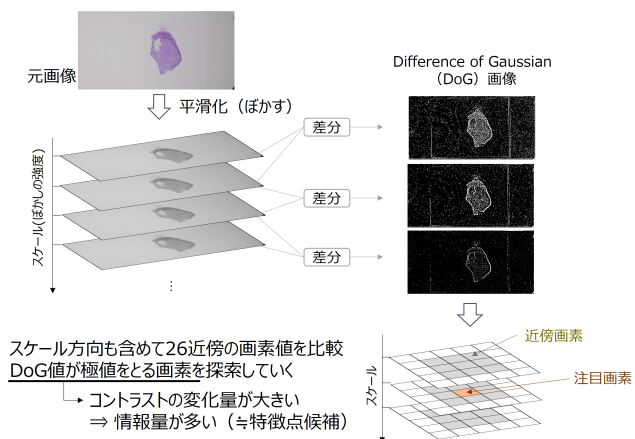 元画像
平滑化（ぼかす）
Difference of Gaussian
（DoG）画像
差分
差分
差分
スケール(ぼかしの強度)
⋮
スケール方向も含めて26近傍の画素値を比較
DoG値が極値をとる画素を探索していく
コントラストの変化量が大きい
⇒ 情報量が多い（≒特徴点候補）
近傍画素
注目画素
スケール